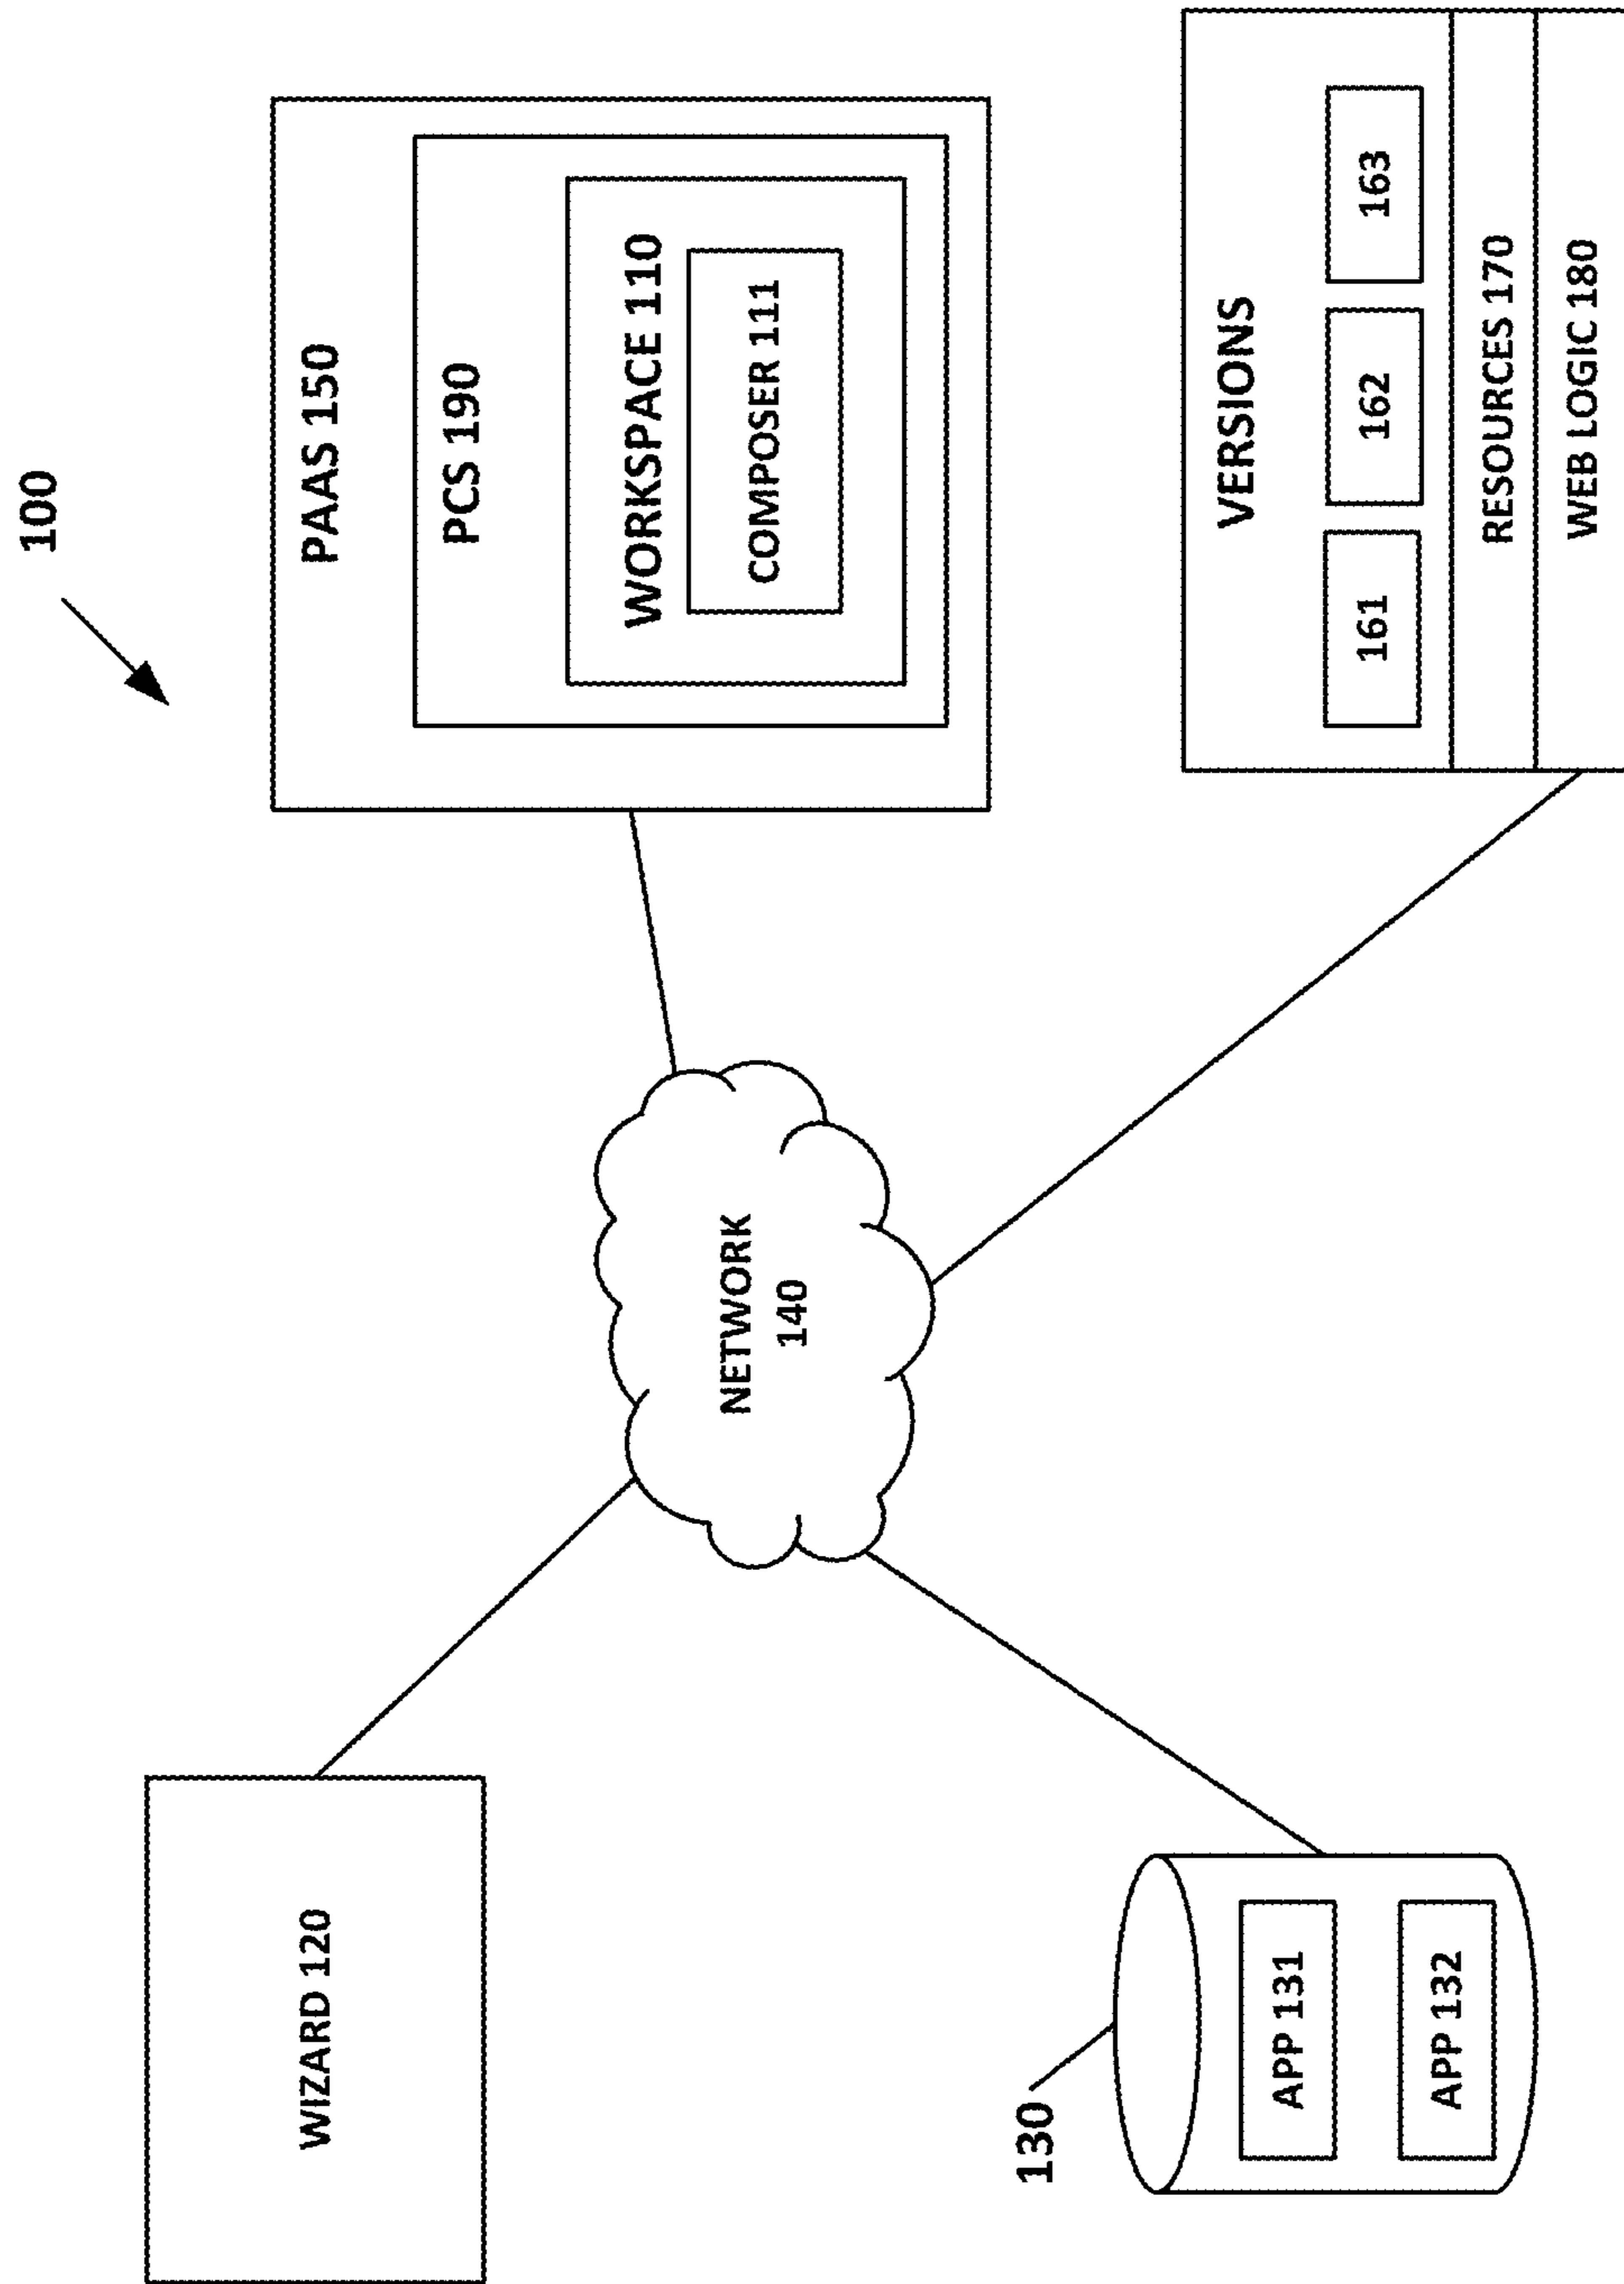 100
WIZARD 120
NETWORK
140
PAAS 150
PCS 190
WORKSPACE 110
COMPOSER 111
130
APP 131
APP 132
VERSIONS
161
162
163
RESOURCES 170
WEB LOGIC 180